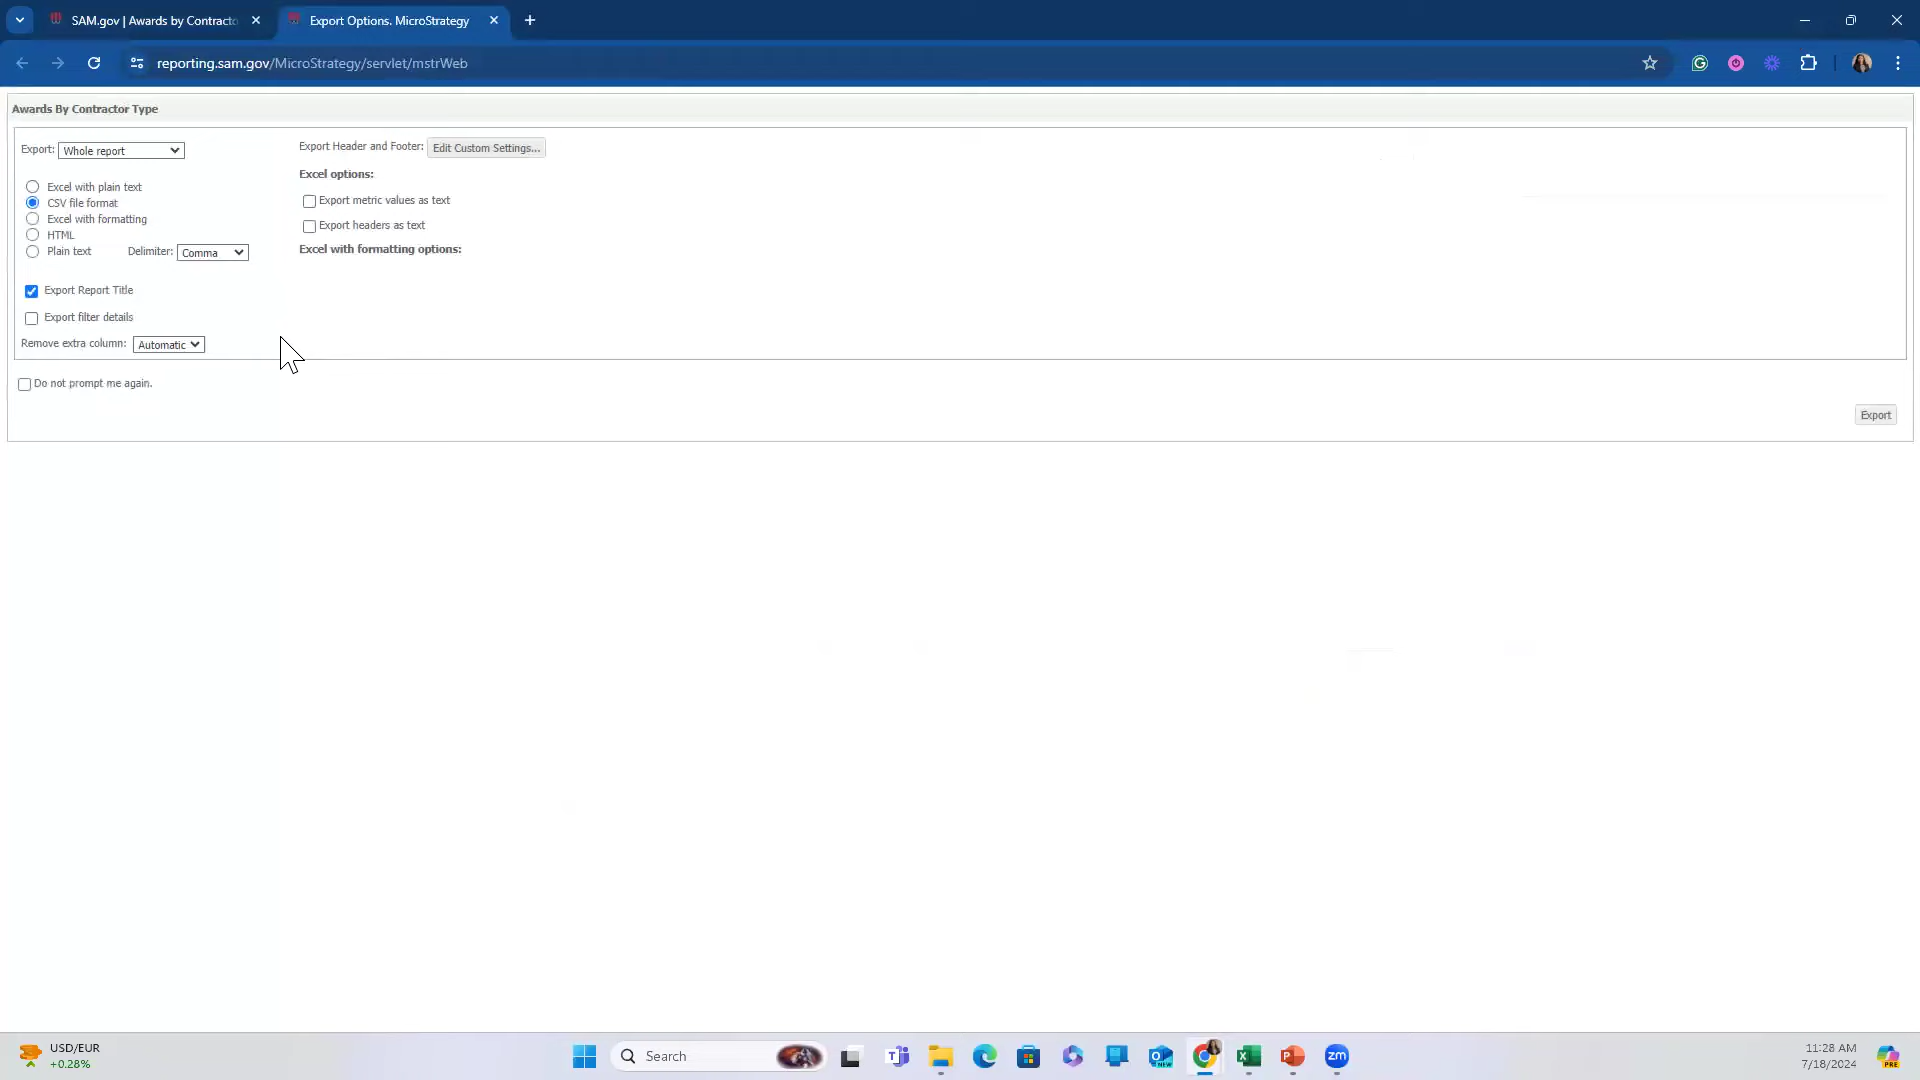 SAM.gov | Awards by Contracto
Export Options. MicroStrategy
reporting.sam.gov/MicroStrategy/servlet/mstrWeb
Awards By Contractor Type
Export: Whole report
Export Header and Footer: Edit Custom Settings...
Excel options:
Excel with plain text
CSV file format
Export metric values as text
Excel with formatting
Export headers as text
HTML
Plain text Delimiter: Comma
Excel with formatting options:
Export Report Title
Export filter details
Remove extra column: Automatic
Do not prompt me again.
Export
USD/EUR
+0.28%
Search
11:28 AM
7/18/2024
PRE
NEW
zm